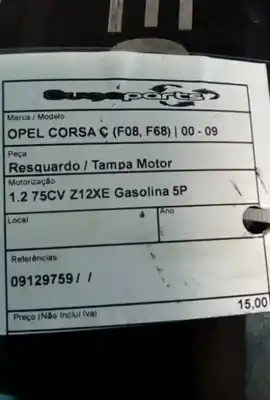 Marca / Modelo
OPEL CORSA C (F08, F68) | 00 - 09
Peça
Resguardo / Tampa Motor
Motorização
1.2 75CV Z12XE Gasolina 5P
Local
Ano
Referências
09129759 / /
15,00
Preço (Não Inclui Iva)